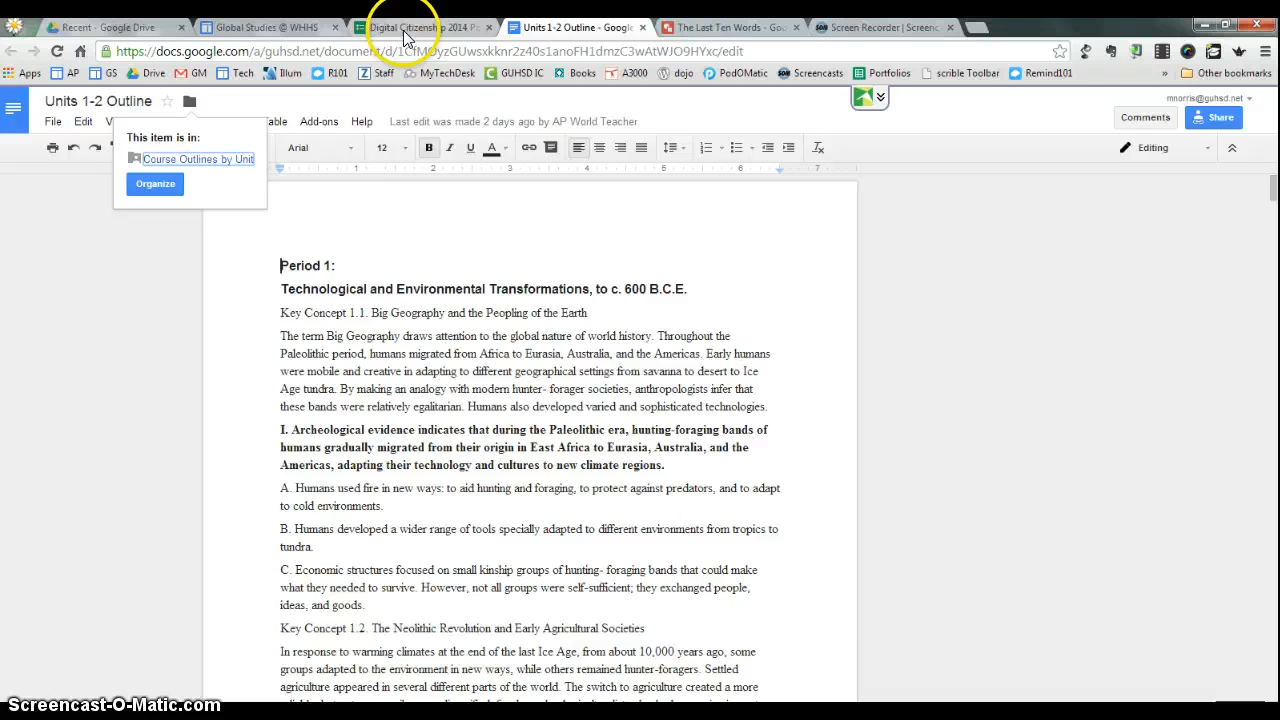 Recent - Google Drive
Global Studies @ WHHS
Digital Citizenship 2014 P
Units 1-2 Outline - Google
The Last Ten Words - Goo
Screen Recorder | Screenc
https://docs.google.com/a/guhsd.net/document/d/1
yzGUwsxkknr2z40s1anoFH1dmzC3wAtWJO9HYxc/edit
Apps
AP
GS
Drive
GM
Tech
Illum
R101
Staff
MyTechDesk
GUHSD IC
Books
A3000
dojo
PodOMatic
Screencasts
Portfolios
scrible Toolbar
Remind101
»
Other bookmarks
Units 1-2 Outline
mnorris@guhsd.net
File
Edit
V
able
Add-ons
Help
Last edit was made 2 days ago by AP World Teacher
Comments
Share
This item is in:
Course Outlines by Unit
Organize
Arial
12
B
I
U
A
Editing
1
2
3
4
5
6
7
Period 1:
Technological and Environmental Transformations, to c. 600 B.C.E.
Key Concept 1.1. Big Geography and the Peopling of the Earth
The term Big Geography draws attention to the global nature of world history. Throughout the
Paleolithic period, humans migrated from Africa to Eurasia, Australia, and the Americas. Early humans
were mobile and creative in adapting to different geographical settings from savanna to desert to Ice
Age tundra. By making an analogy with modern hunter- forager societies, anthropologists infer that
these bands were relatively egalitarian. Humans also developed varied and sophisticated technologies.
I. Archeological evidence indicates that during the Paleolithic era, hunting-foraging bands of
humans gradually migrated from their origin in East Africa to Eurasia, Australia, and the
Americas, adapting their technology and cultures to new climate regions.
A. Humans used fire in new ways: to aid hunting and foraging, to protect against predators, and to adapt
to cold environments.
B. Humans developed a wider range of tools specially adapted to different environments from tropics to
tundra.
C. Economic structures focused on small kinship groups of hunting- foraging bands that could make
what they needed to survive. However, not all groups were self-sufficient; they exchanged people,
ideas, and goods.
Key Concept 1.2. The Neolithic Revolution and Early Agricultural Societies
In response to warming climates at the end of the last Ice Age, from about 10,000 years ago, some
groups adapted to the environment in new ways, while others remained hunter-foragers. Settled
agriculture appeared in several different parts of the world. The switch to agriculture created a more
Screencast-O-Matic.com